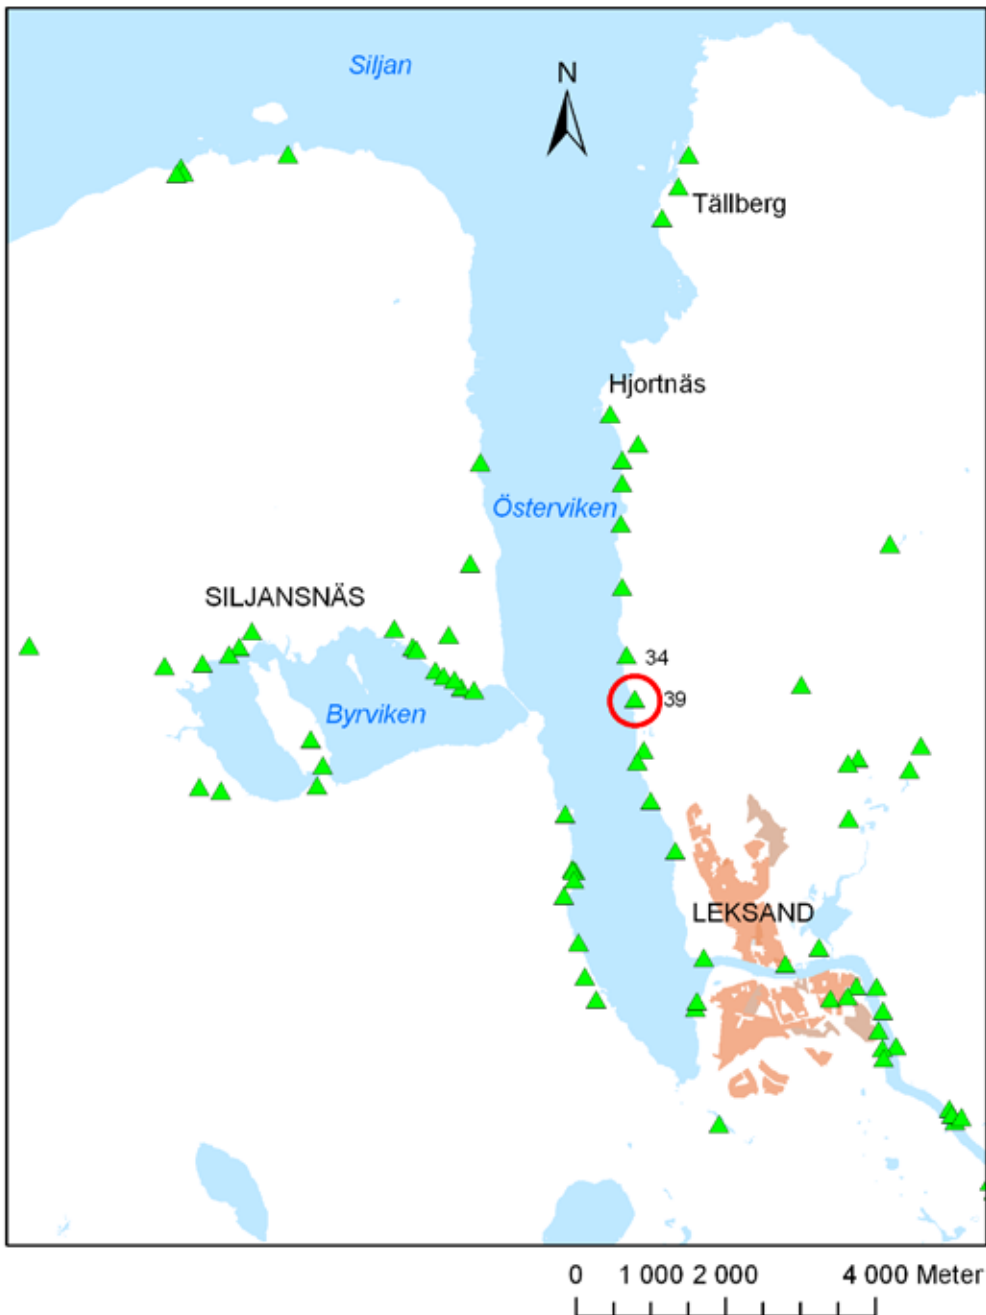 Siljan
N
Tällberg
Hjortnäs
Österviken
SILJANSNÄS
34
39
Byrviken
LEKSAND
0 1 000 2 000 4 000 Meter